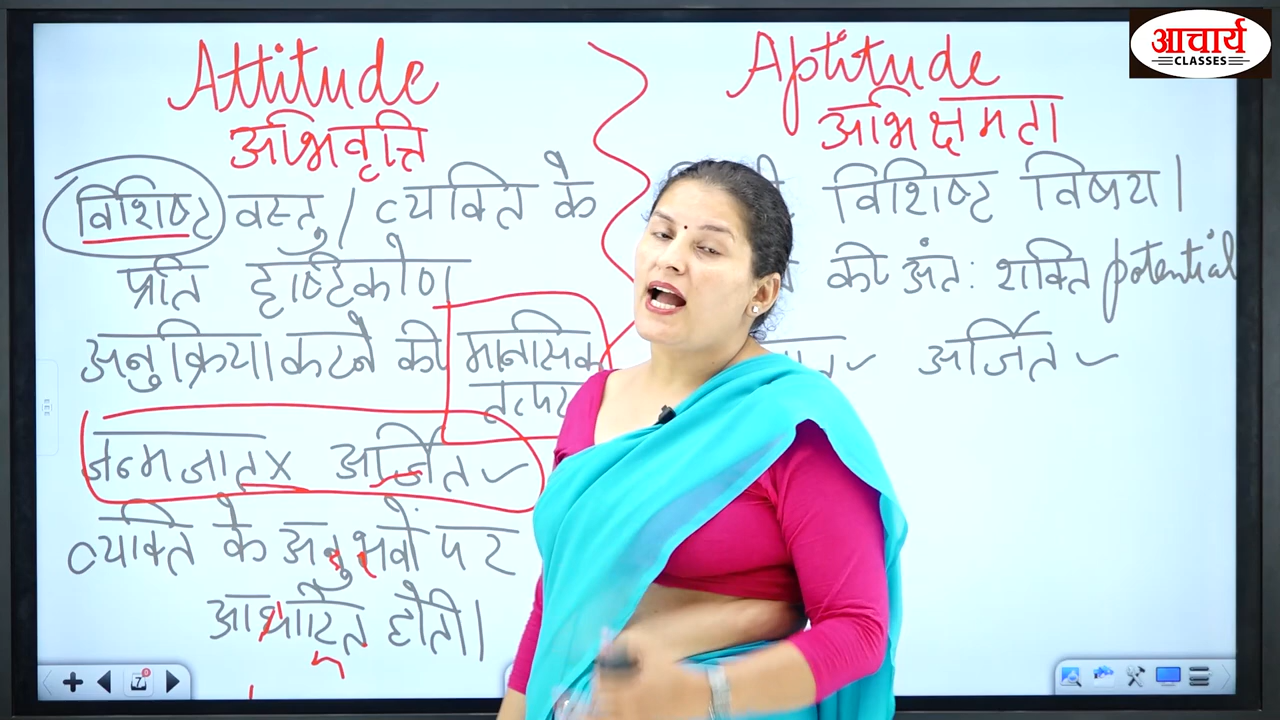 आचार्य
CLASSES
Attitude
अभिवृत्ति
विशिष्ट वस्तु/व्यक्ति के
प्रति दृष्टिकोण
अनुक्रिया करने की मानसिक
जन्मजात x अर्जित ✓
व्यक्ति के अनुभवों पर
आधारित होती।
Aptitude
अभिक्षमता
विशिष्ट विषय।
की अंत: शक्ति potential
✓ अर्जित ✓
7